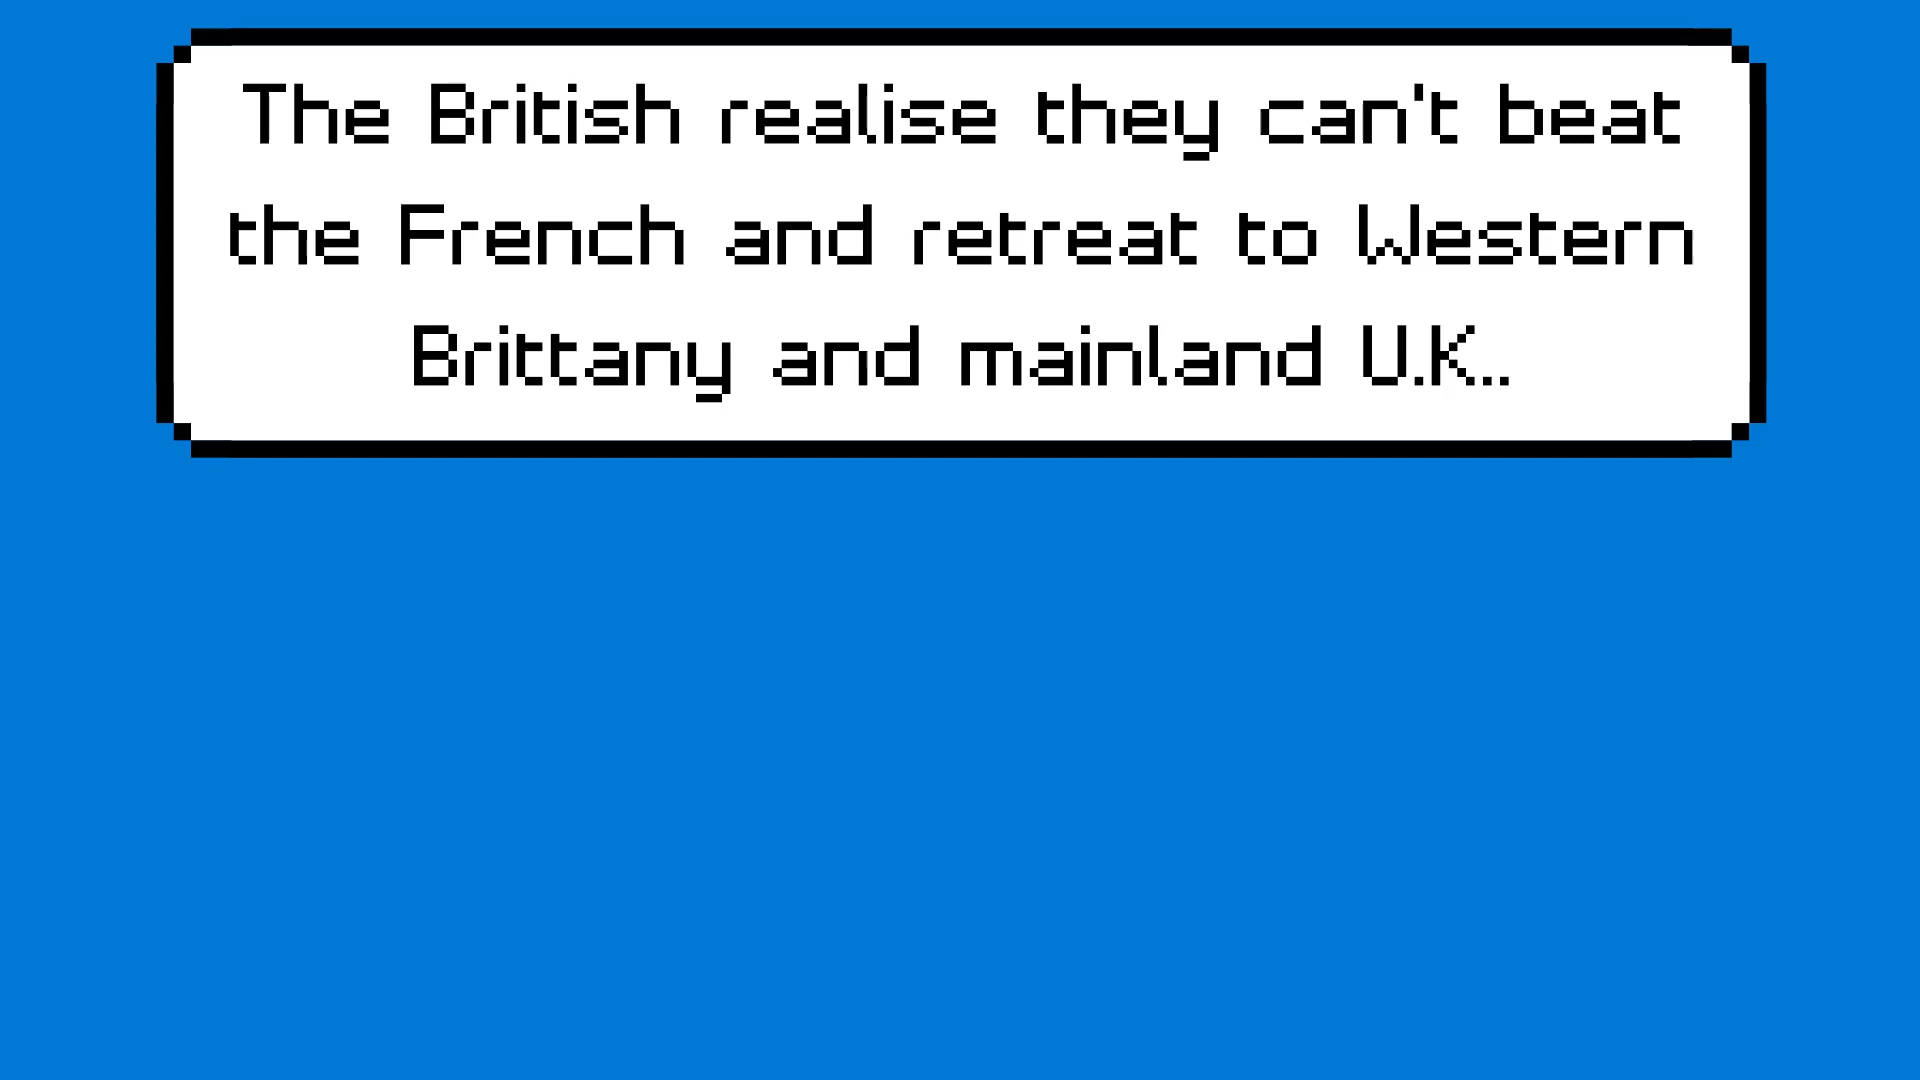 The British realise they can't beat
the French and retreat to Western
Brittany and mainland U.K..